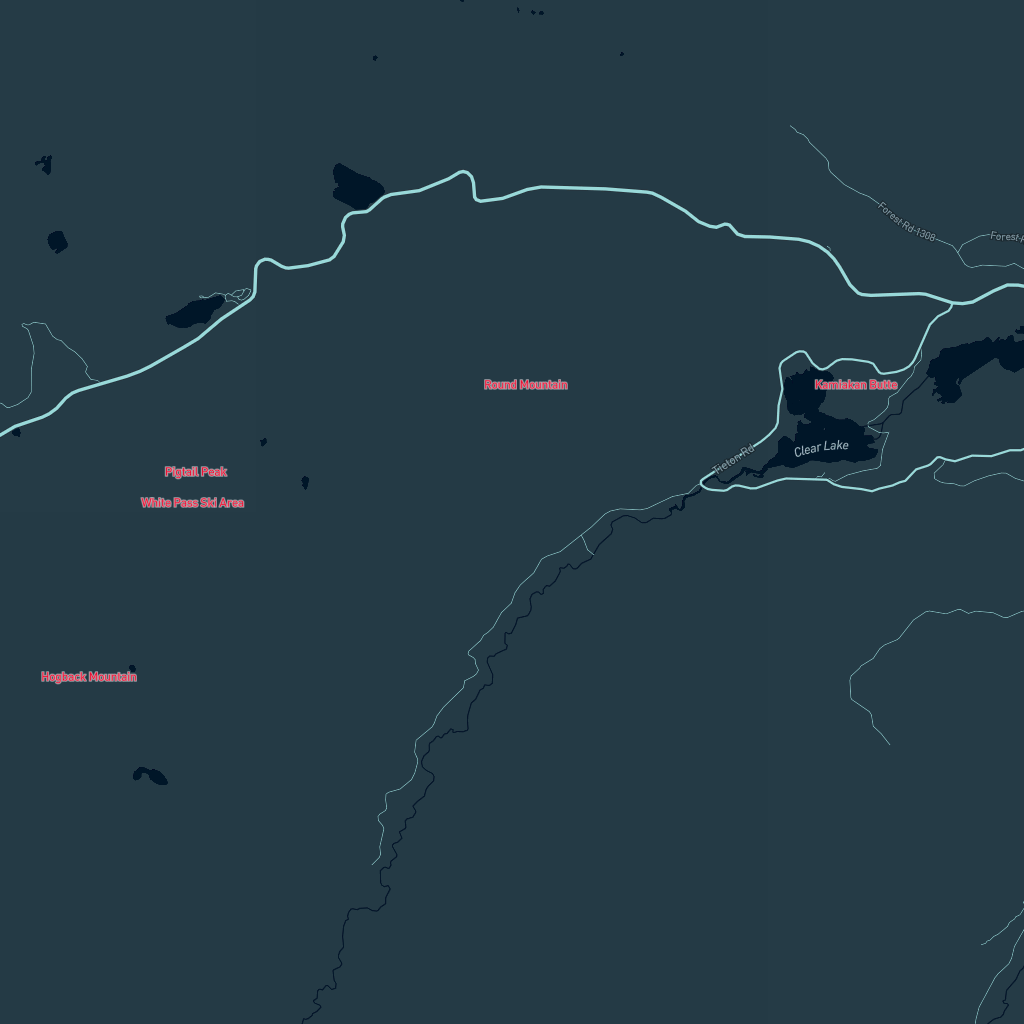 Forest Rd 1308
Forest R
Round Mountain
Kamiakan Butte
Clear Lake
Tieton Rd
Pigtail Peak
White Pass Ski Area
Hogback Mountain